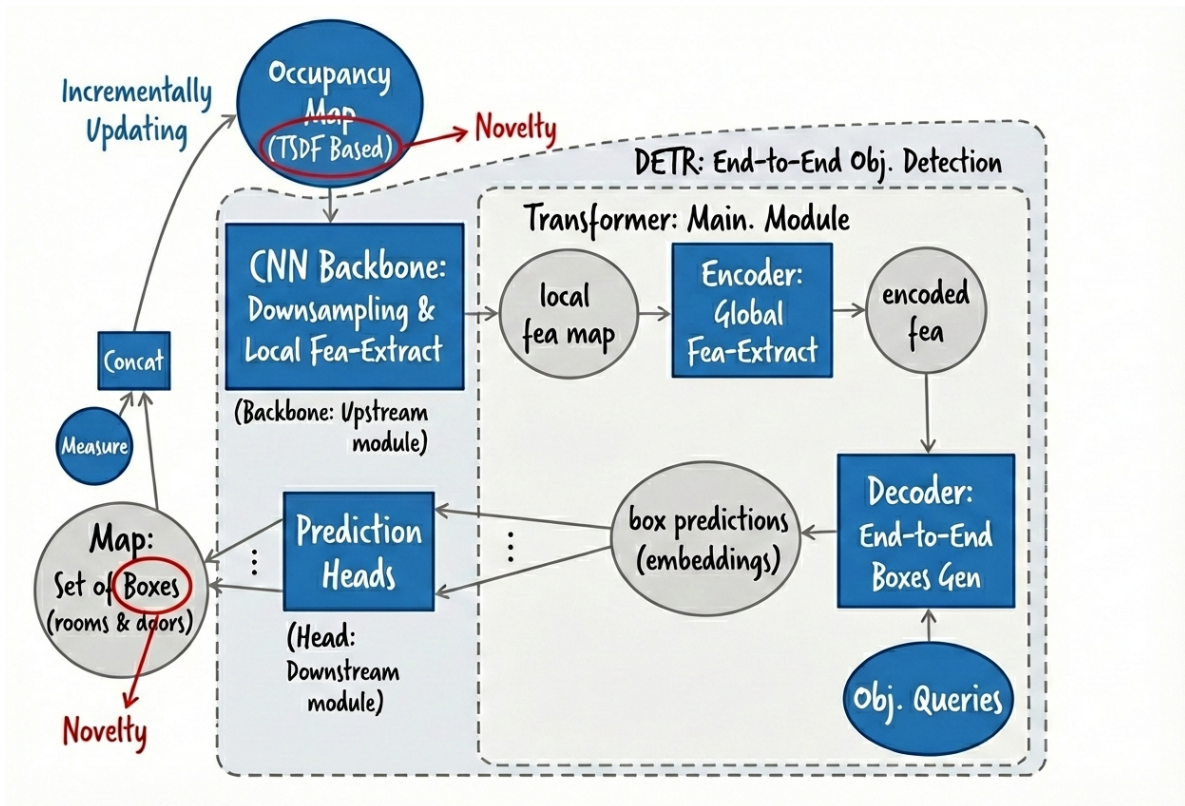 Occupancy
Map
(TSDF Based)
Incrementally
Updating
Novelty
DETR: End-to-End Obj. Detection
Transformer: Main. Module
CNN Backbone:
Downsampling &
Local Fea-Extract
local
fea map
Encoder:
Global
Fea-Extract
encoded
fea
Concat
(Backbone: Upstream
module)
Measure
Map:
Set of Boxes
(rooms & doors)
Prediction
Heads
box predictions
(embeddings)
Decoder:
End-to-End
Boxes Gen
(Head:
Downstream
module)
Obj. Queries
Novelty